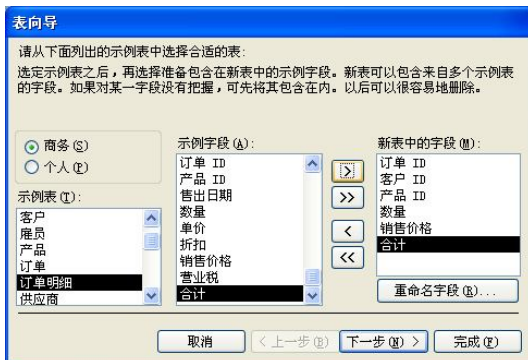 表向导
请从下面列出的示例表中选择合适的表:
选定示例表之后，再选择准备包含在新表中的示例字段。新表可以包含来自多个示例表
的字段。如果对某一字段没有把握，可先将其包含在内。以后可以很容易地删除。
商务(S)
个人(P)
示例表(T):
客户
雇员
产品
订单
订单明细
供应商
示例字段(A):
订单 ID
产品 ID
售出日期
数量
单价
折扣
销售价格
营业税
合计
>
>>
<
<<
新表中的字段(M):
订单 ID
客户 ID
产品 ID
数量
销售价格
合计
重命名字段(R)...
取消
< 上一步(B)
下一步(N) >
完成(F)